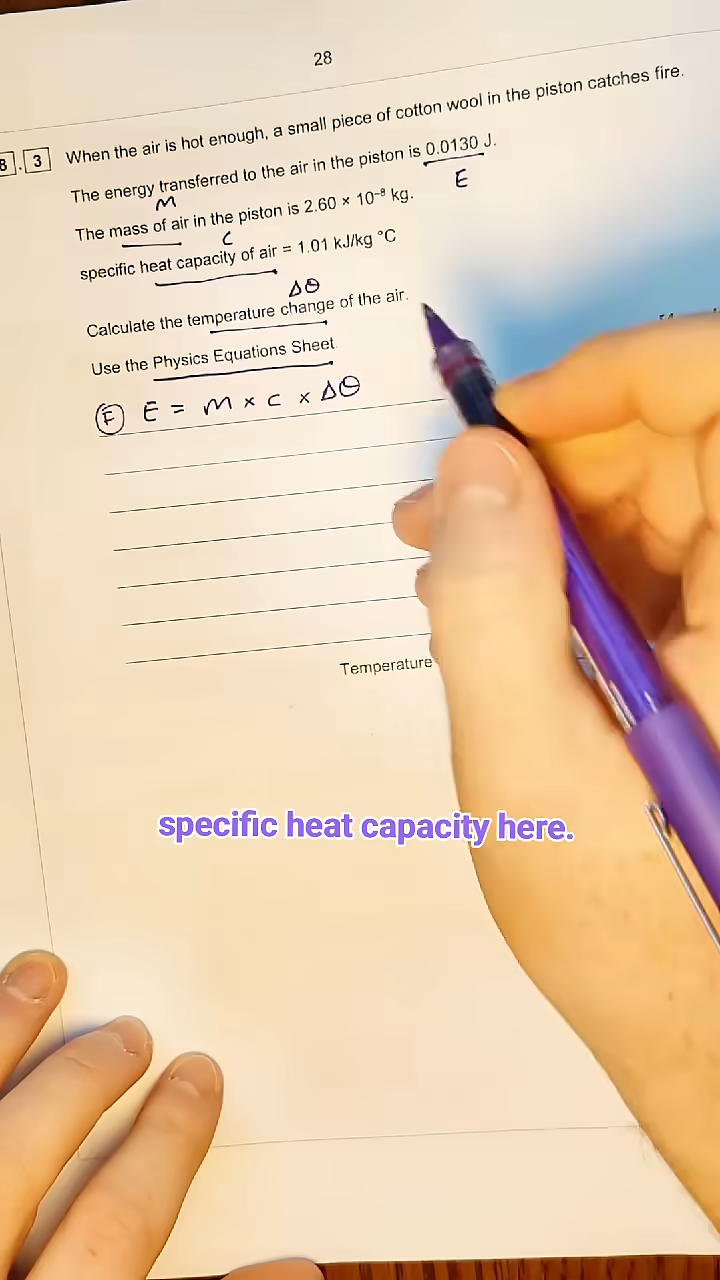 28
8 . 3 When the air is hot enough, a small piece of cotton wool in the piston catches fire.
The energy transferred to the air in the piston is 0.0130 J.
M
E
The mass of air in the piston is 2.60 × 10⁻⁸ kg.
C
specific heat capacity of air = 1.01 kJ/kg °C
Δθ
Calculate the temperature change of the air.
Use the Physics Equations Sheet.
F E = m × c × Δθ
Temperature
specific heat capacity here.